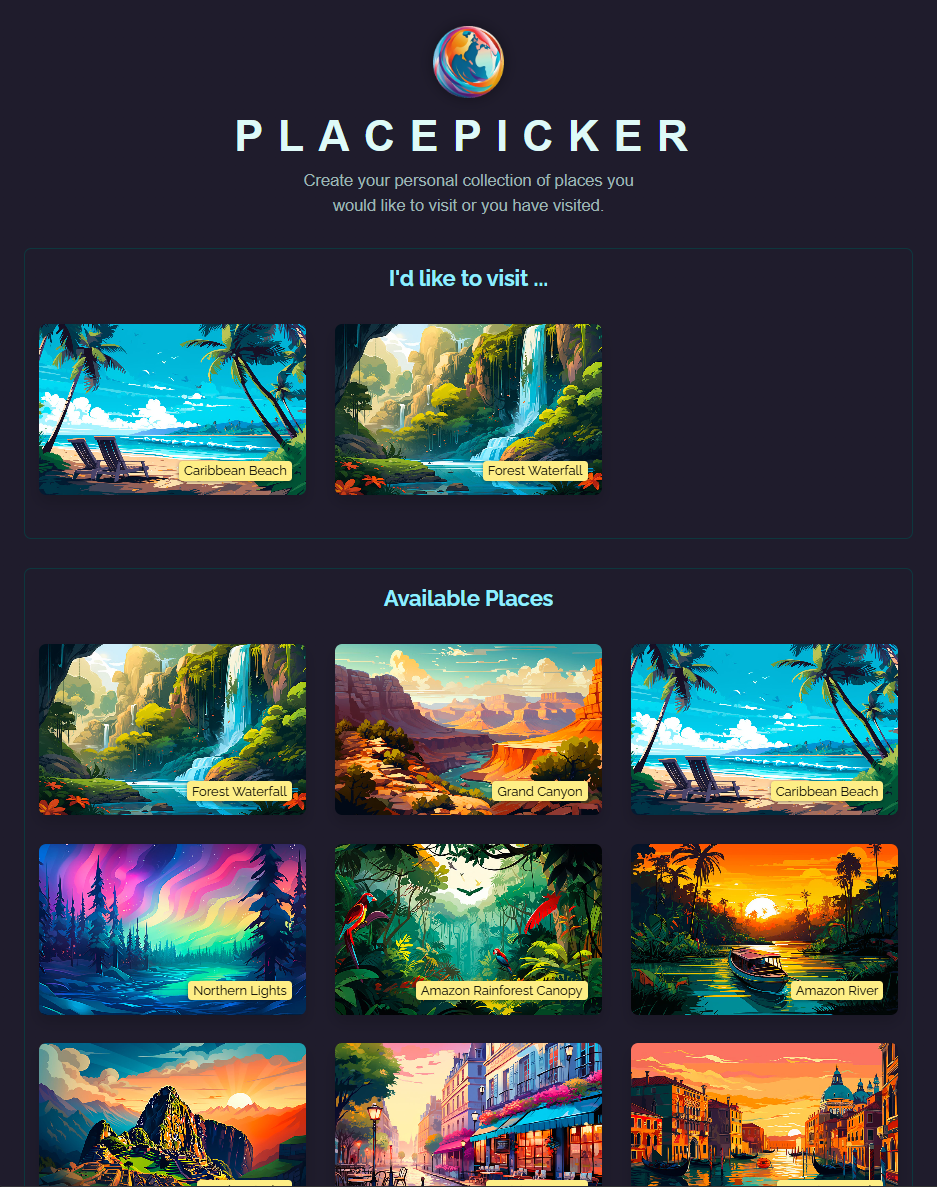 PLACEPICKER
Create your personal collection of places you
would like to visit or you have visited.
I'd like to visit ...
Caribbean Beach
Forest Waterfall
Available Places
Forest Waterfall
Grand Canyon
Caribbean Beach
Northern Lights
Amazon Rainforest Canopy
Amazon River